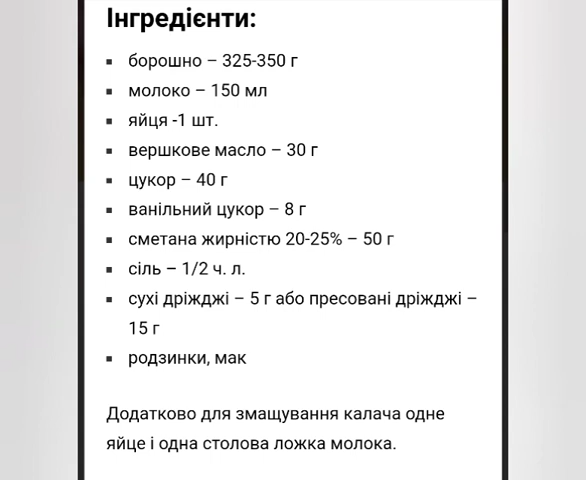 Інгредієнти:
борошно – 325-350 г
молоко – 150 мл
яйця -1 шт.
вершкове масло – 30 г
цукор – 40 г
ванільний цукор – 8 г
сметана жирністю 20-25% – 50 г
сіль – 1/2 ч. л.
сухі дріжджі – 5 г або пресовані дріжджі –
15 г
родзинки, мак
Додатково для змащування калача одне
яйце і одна столова ложка молока.